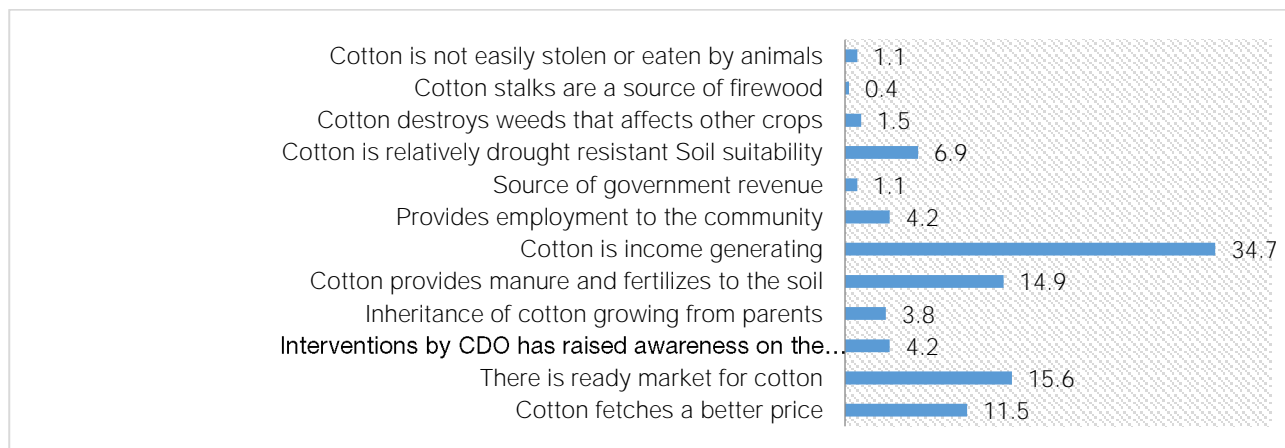 Cotton is not easily stolen or eaten by animals 1.1
Cotton stalks are a source of firewood 0.4
Cotton destroys weeds that affects other crops 1.5
Cotton is relatively drought resistant Soil suitability 6.9
Source of government revenue 1.1
Provides employment to the community 4.2
Cotton is income generating 34.7
Cotton provides manure and fertilizes to the soil 14.9
Inheritance of cotton growing from parents 3.8
Interventions by CDO has raised awareness on the... 4.2
There is ready market for cotton 15.6
Cotton fetches a better price 11.5